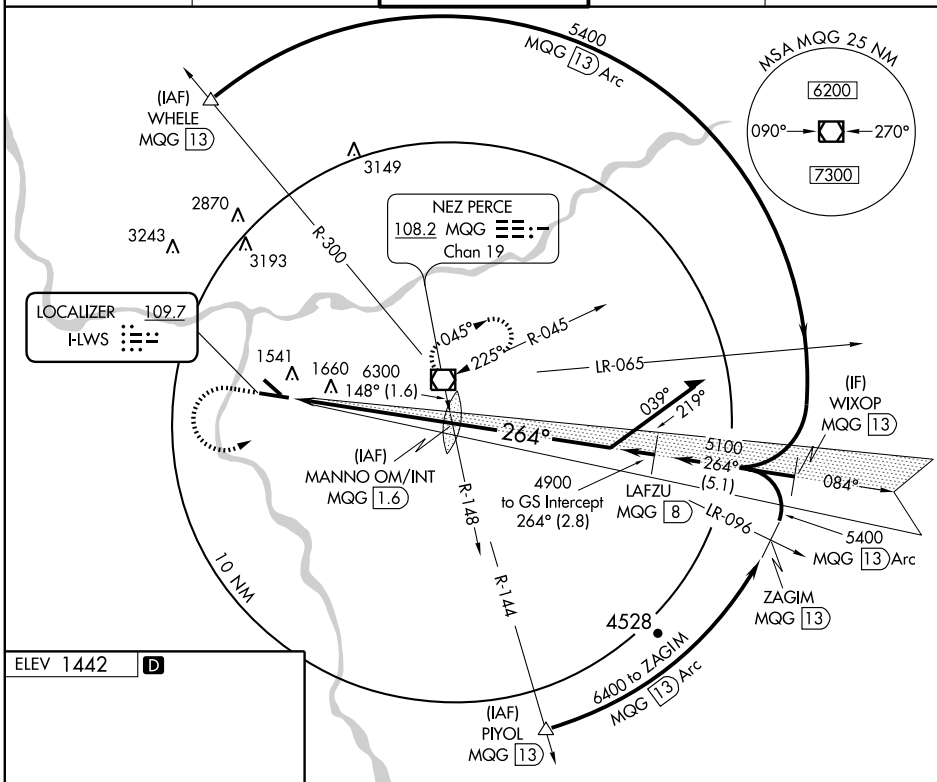 5400
MQG 13 Arc
MSA MQG 25 NM
6200
090°
270°
7300
(IAF)
WHELE
MQG 13
3149
2870
3243
3193
R-300
NEZ PERCE
108.2 MQG
Chan 19
LOCALIZER 109.7
I-LWS
045°
R-045
225°
LR-065
1541
1660
6300
148° (1.6)
039°
219°
(IF)
WIXOP
MQG 13
264°
5100
264°
(5.1)
084°
(IAF)
MANNO OM/INT
MQG 1.6
4900
to GS Intercept
264° (2.8)
LAFZU
MQG 8
LR-096
5400
MQG 13 Arc
R-148
R-144
ZAGIM
MQG 13
10 NM
4528
6400 to ZAGIM
MQG 13 Arc
ELEV 1442 D
(IAF)
PIYOL
MQG 13